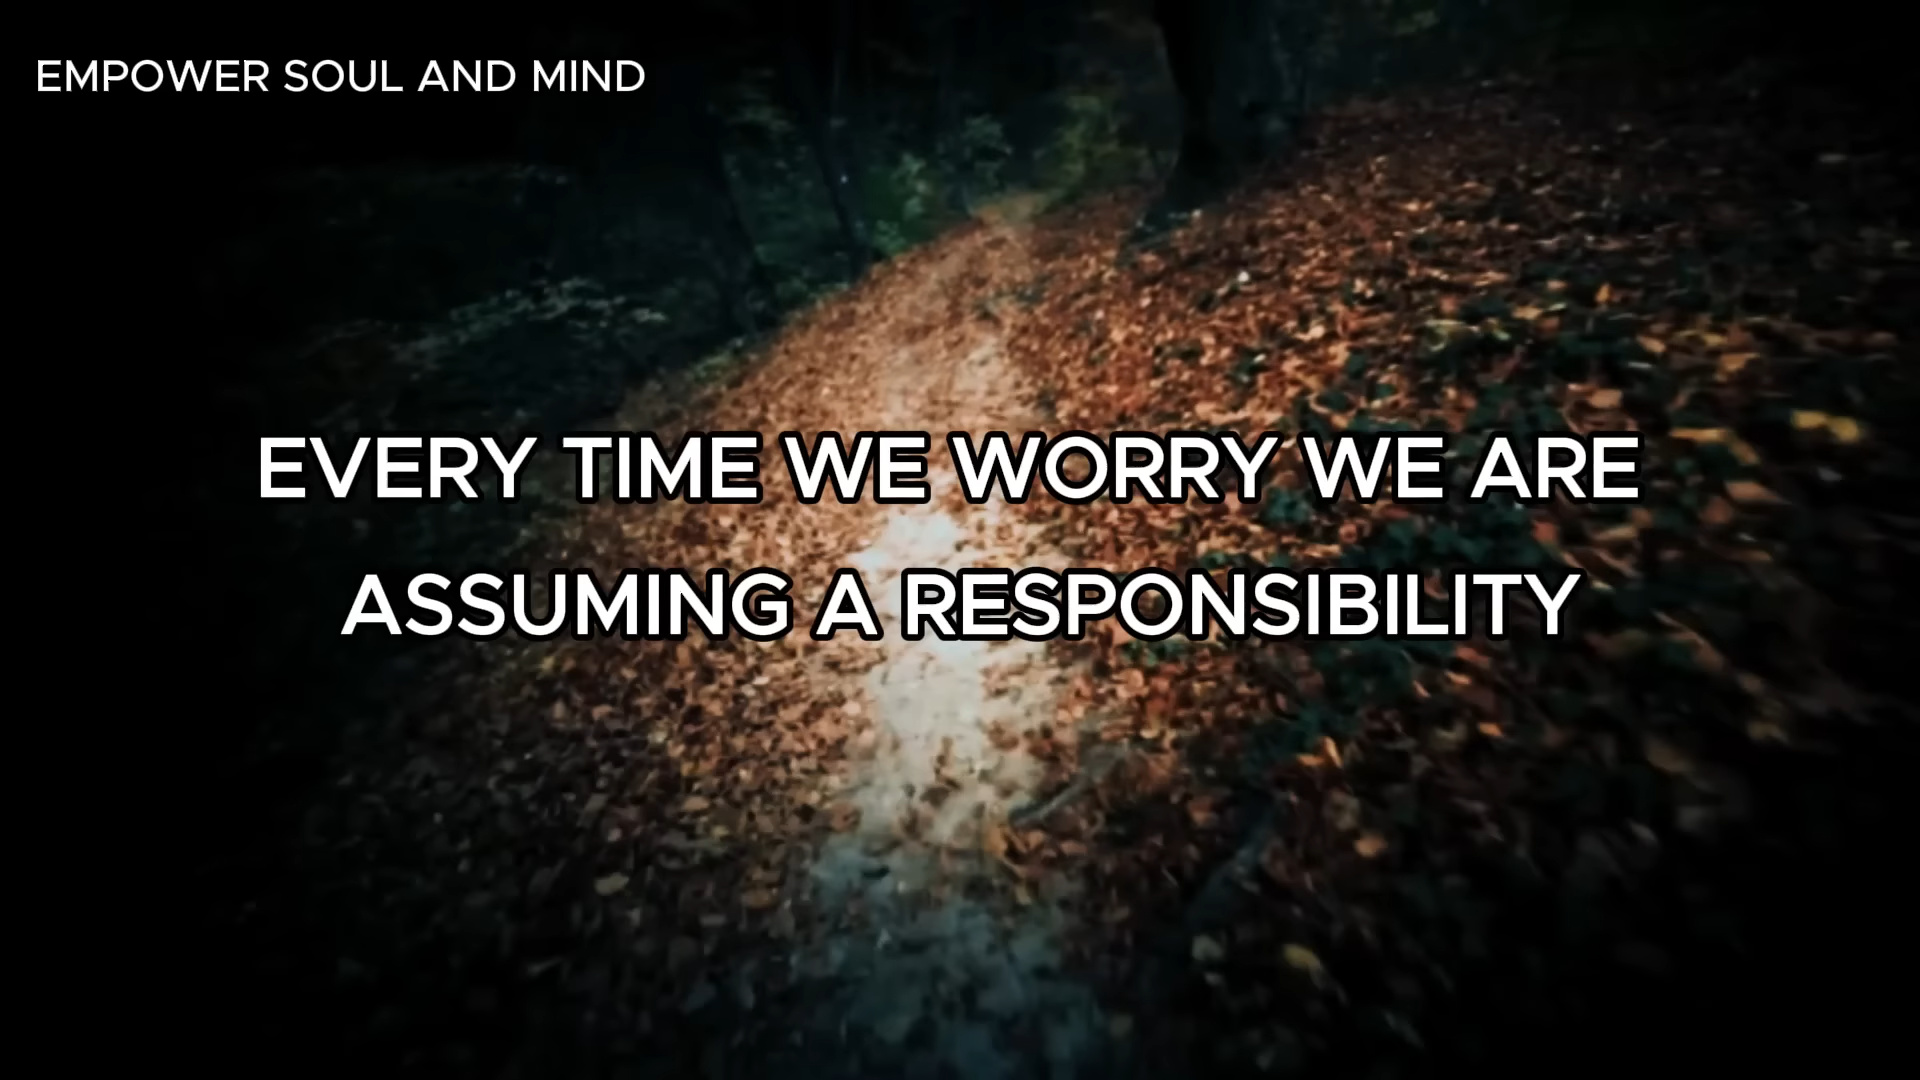 EMPOWER SOUL AND MIND
EVERY TIME WE WORRY WE ARE
ASSUMING A RESPONSIBILITY